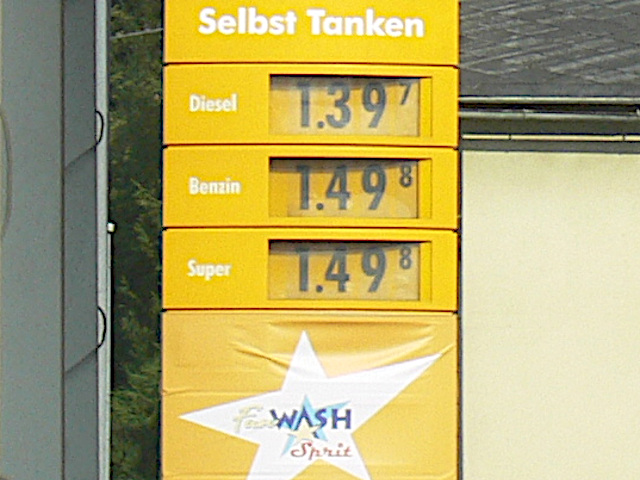 Selbst Tanken
Diesel 1.39 7
Benzin 1.49 8
Super 1.49 8
WASH
Sprit